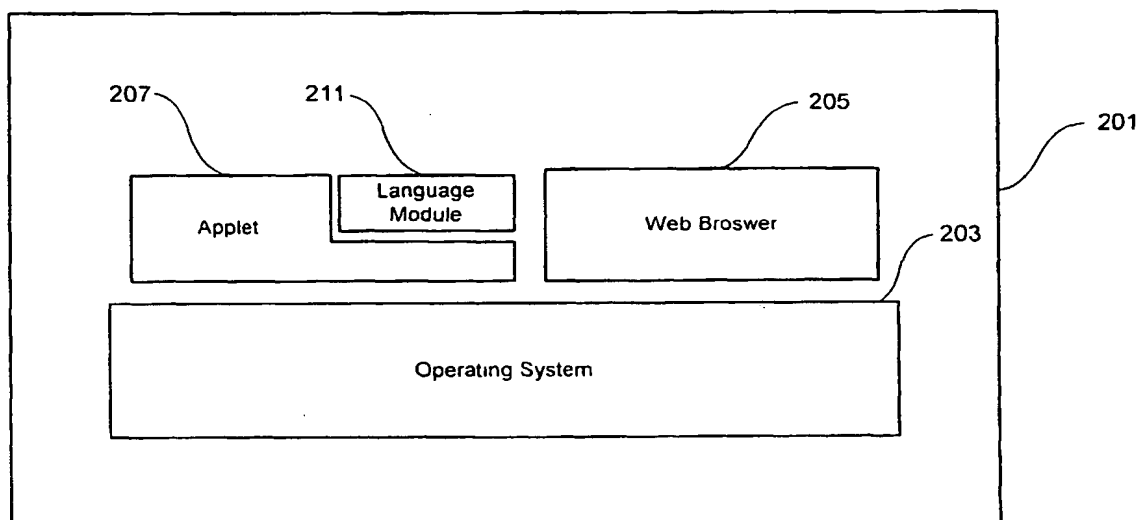 207
211
205
201
Language
Module
Applet
Web Broswer
203
Operating System